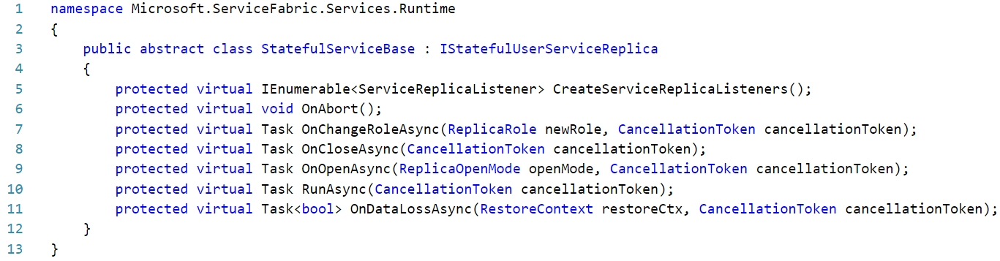 1 namespace Microsoft.ServiceFabric.Services.Runtime
2 {
3 public abstract class StatefulServiceBase : IStatefulUserServiceReplica
4 {
5 protected virtual IEnumerable<ServiceReplicaListener> CreateServiceReplicaListeners();
6 protected virtual void OnAbort();
7 protected virtual Task OnChangeRoleAsync(ReplicaRole newRole, CancellationToken cancellationToken);
8 protected virtual Task OnCloseAsync(CancellationToken cancellationToken);
9 protected virtual Task OnOpenAsync(ReplicaOpenMode openMode, CancellationToken cancellationToken);
10 protected virtual Task RunAsync(CancellationToken cancellationToken);
11 protected virtual Task<bool> OnDataLossAsync(RestoreContext restoreCtx, CancellationToken cancellationToken);
12 }
13 }